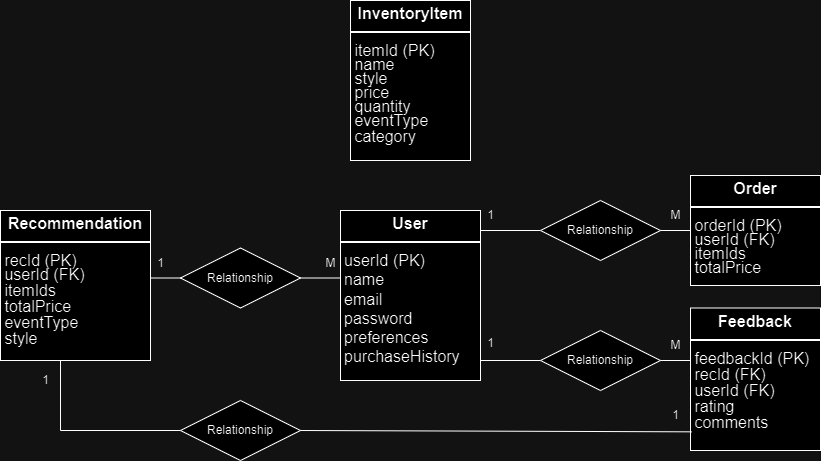 InventoryItem
itemId (PK)
name
style
price
quantity
eventType
category
Recommendation
recId (PK)
userId (FK)
itemIds
totalPrice
eventType
style
1
Relationship
M
User
userId (PK)
name
email
password
preferences
purchaseHistory
1
Relationship
M
Order
orderId (PK)
userId (FK)
itemIds
totalPrice
1
Relationship
M
Feedback
feedbackId (PK)
recId (FK)
userId (FK)
rating
comments
1
Relationship
1